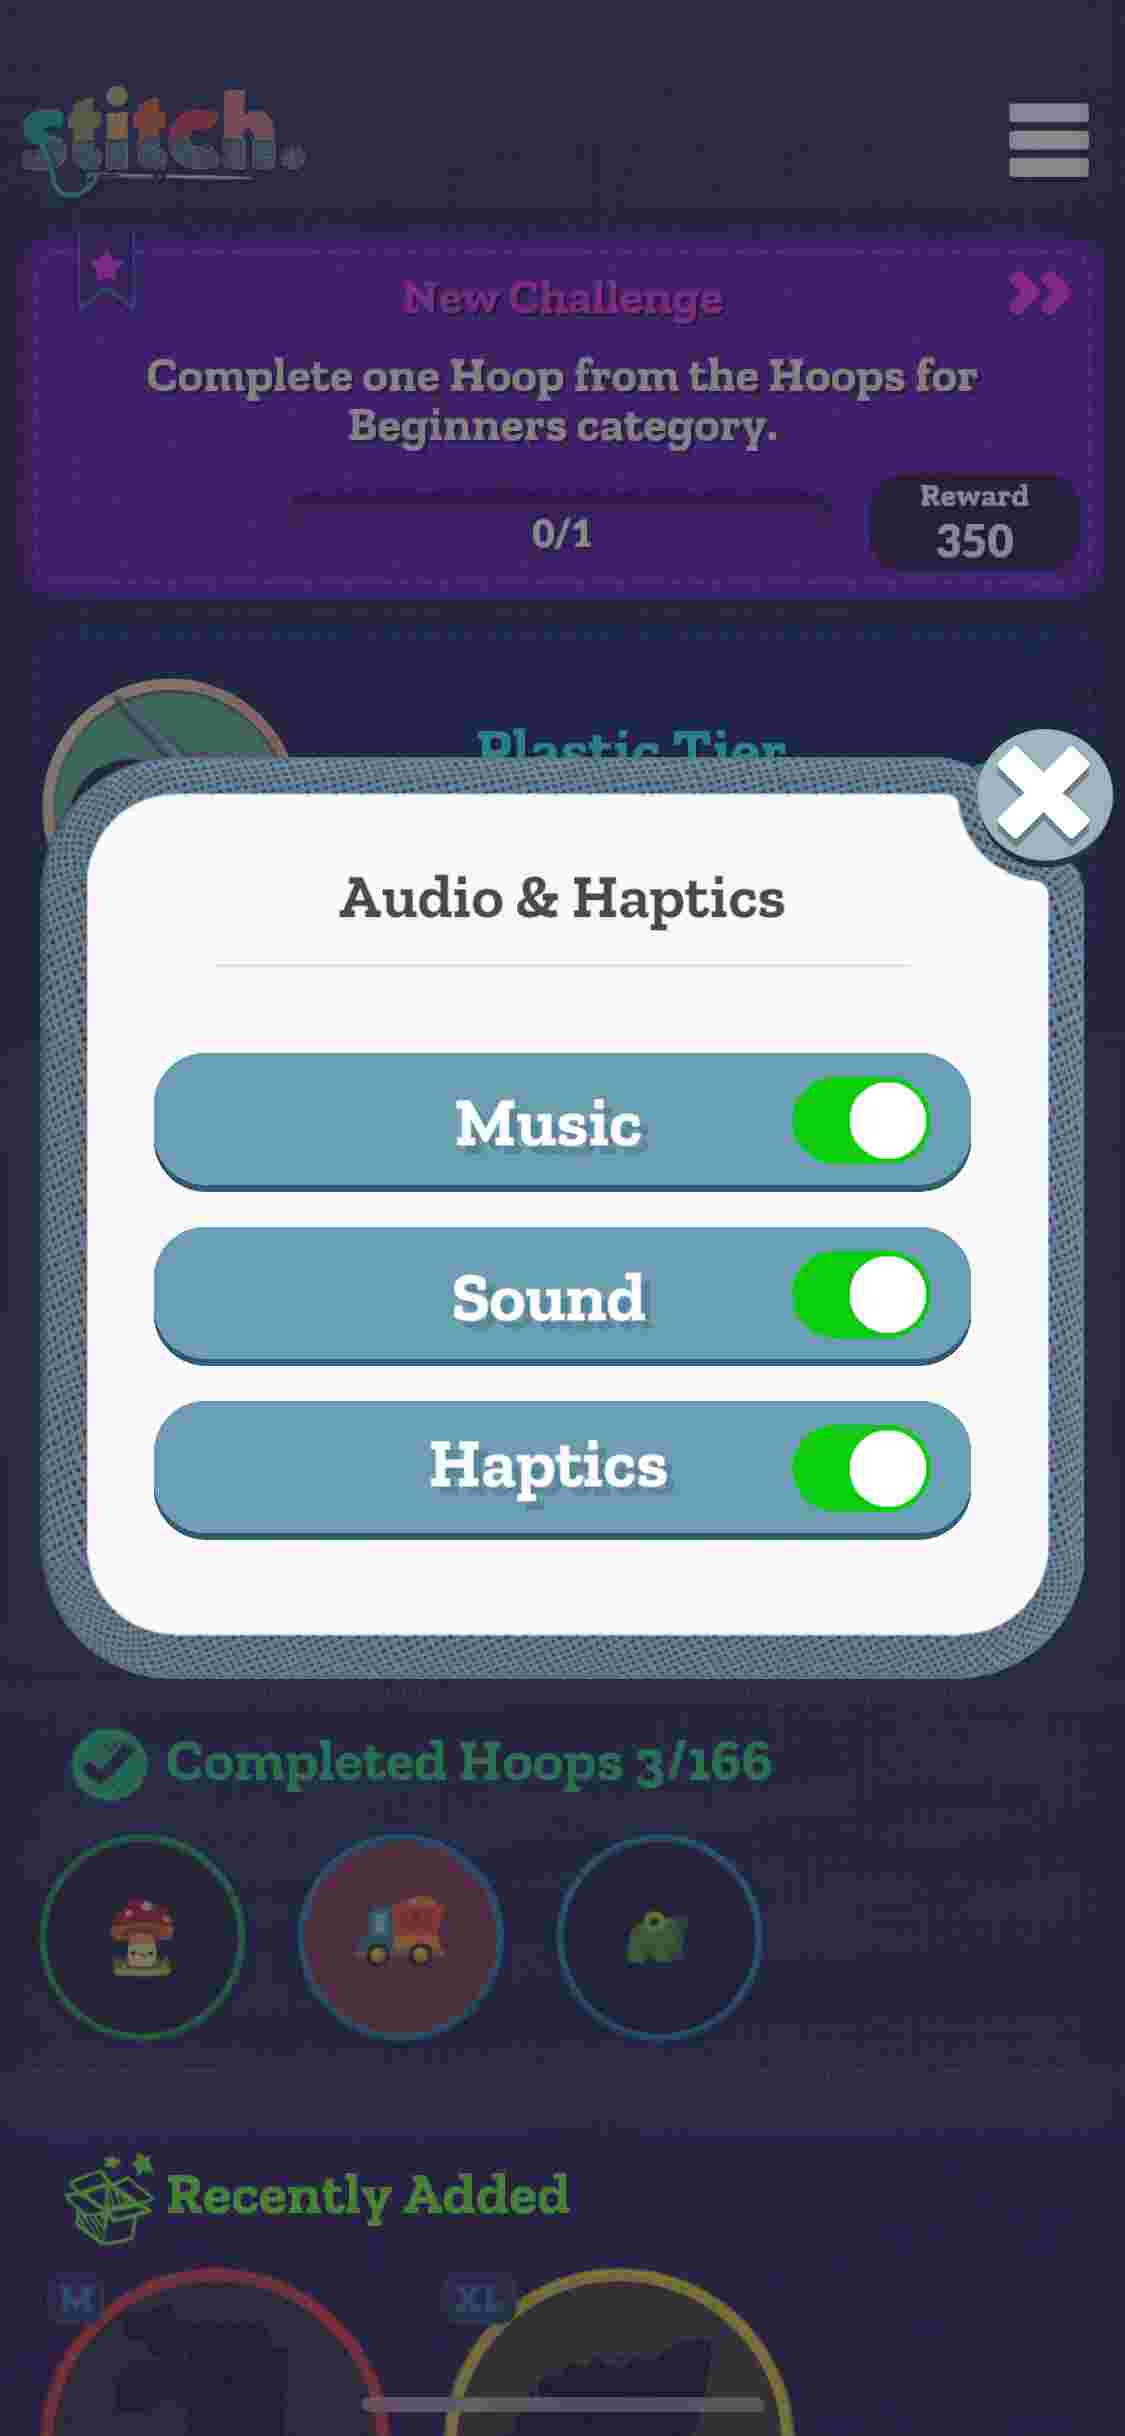 stitch.
New Challenge
Complete one Hoop from the Hoops for
Beginners category.
0/1
Reward
350
Plastic Tier
Audio & Haptics
Music
Sound
Haptics
Completed Hoops 3/166
Recently Added
M
XL